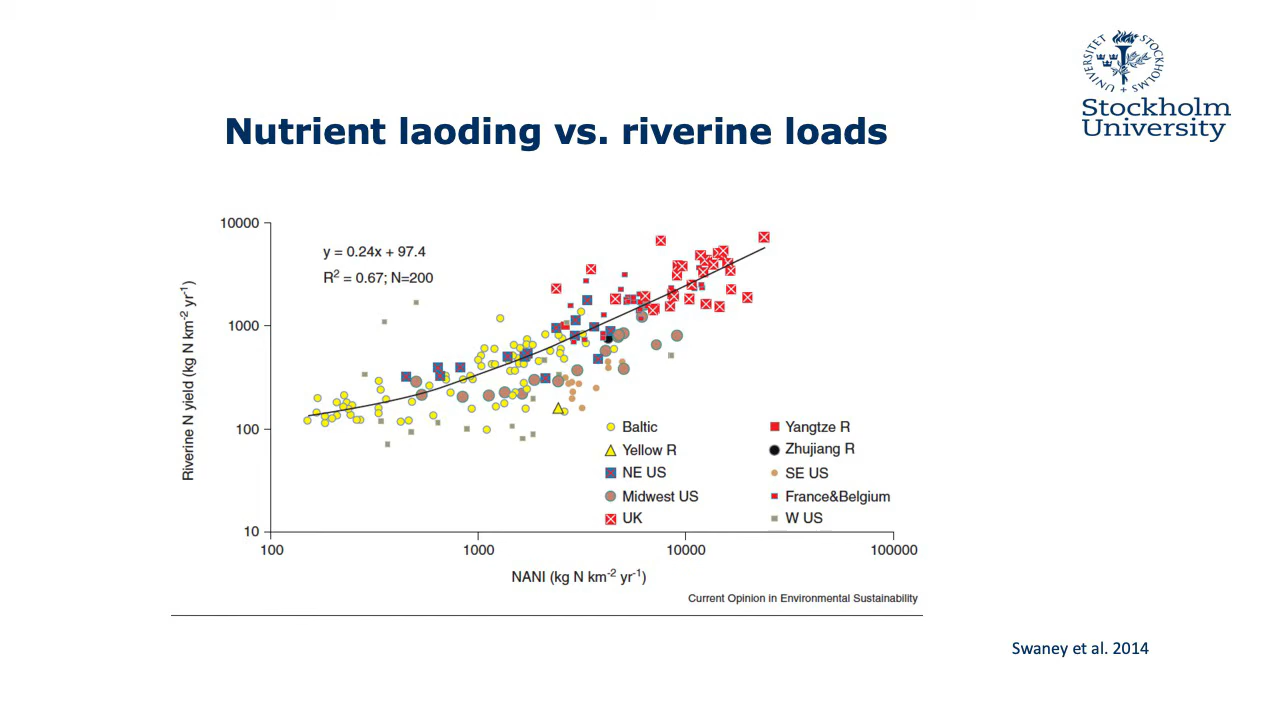 STOCKHOLMS UNIVERSITET
Stockholm
University
Nutrient laoding vs. riverine loads
10000
y = 0.24x + 97.4
R² = 0.67; N=200
1000
100
10
Riverine N yield (kg N km⁻² yr⁻¹)
Baltic
Yangtze R
Yellow R
Zhujiang R
NE US
SE US
Midwest US
France&Belgium
UK
W US
100
1000
10000
100000
NANI (kg N km⁻² yr⁻¹)
Current Opinion in Environmental Sustainability
Swaney et al. 2014